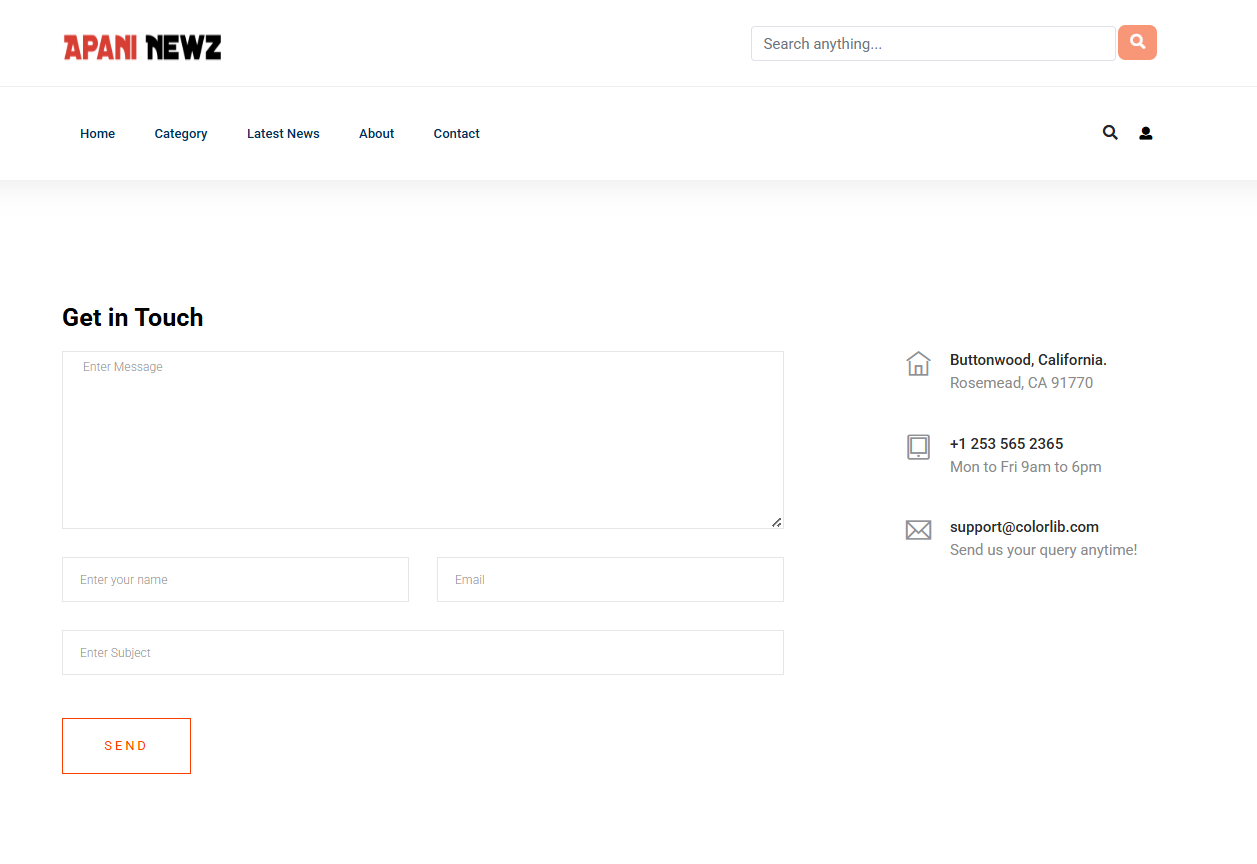 APANI NEWZ
Search anything...
Home Category Latest News About Contact
Get in Touch
Enter Message
Enter your name
Email
Enter Subject
SEND
Buttonwood, California.
Rosemead, CA 91770
+1 253 565 2365
Mon to Fri 9am to 6pm
support@colorlib.com
Send us your query anytime!